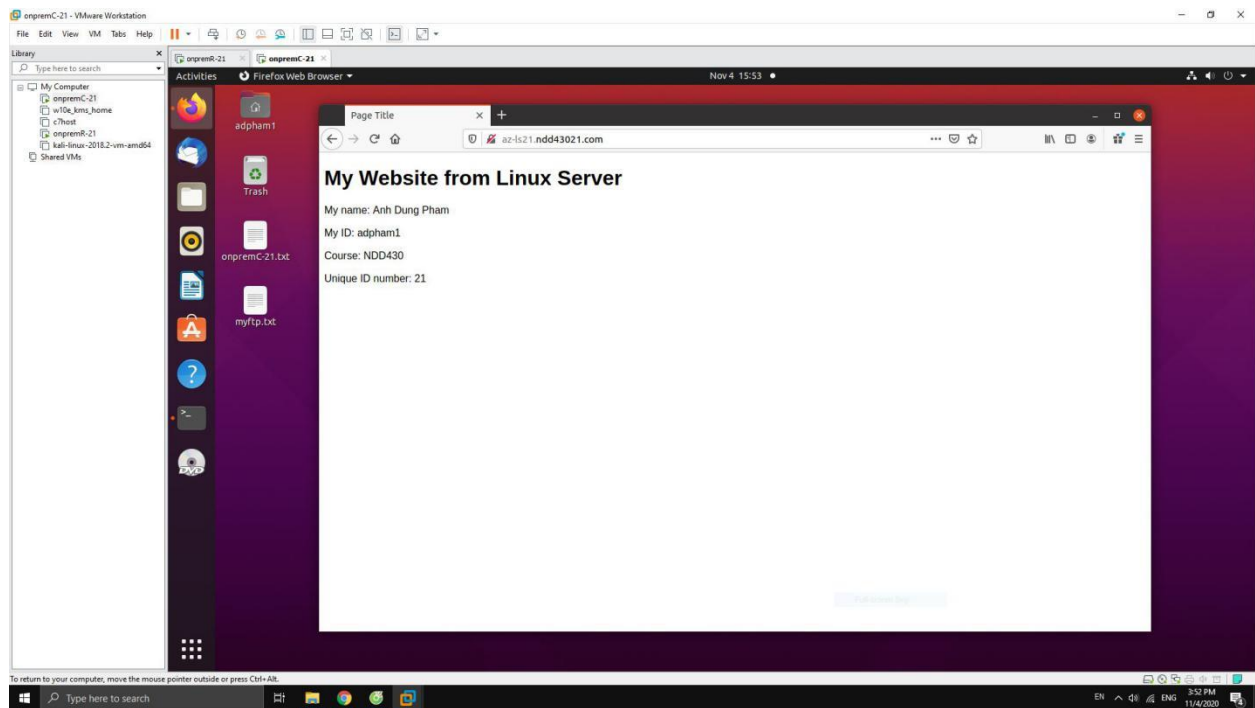 onpremC-21 - VMware Workstation
File Edit View VM Tabs Help
Library
Type here to search
My Computer
onpremC-21
w10e_kms_home
c7host
onpremR-21
kali-linux-2018.2-vm-amd64
Shared VMs
onpremR-21
onpremC-21
Activities
Firefox Web Browser
Nov 4 15:53
adpham1
Trash
onpremC-21.txt
myftp.txt
DVD
Page Title
az-ls21.ndd43021.com
My Website from Linux Server
My name: Anh Dung Pham
My ID: adpham1
Course: NDD430
Unique ID number: 21
To return to your computer, move the mouse pointer outside or press Ctrl+Alt.
Type here to search
EN
ENG
3:52 PM
11/4/2020